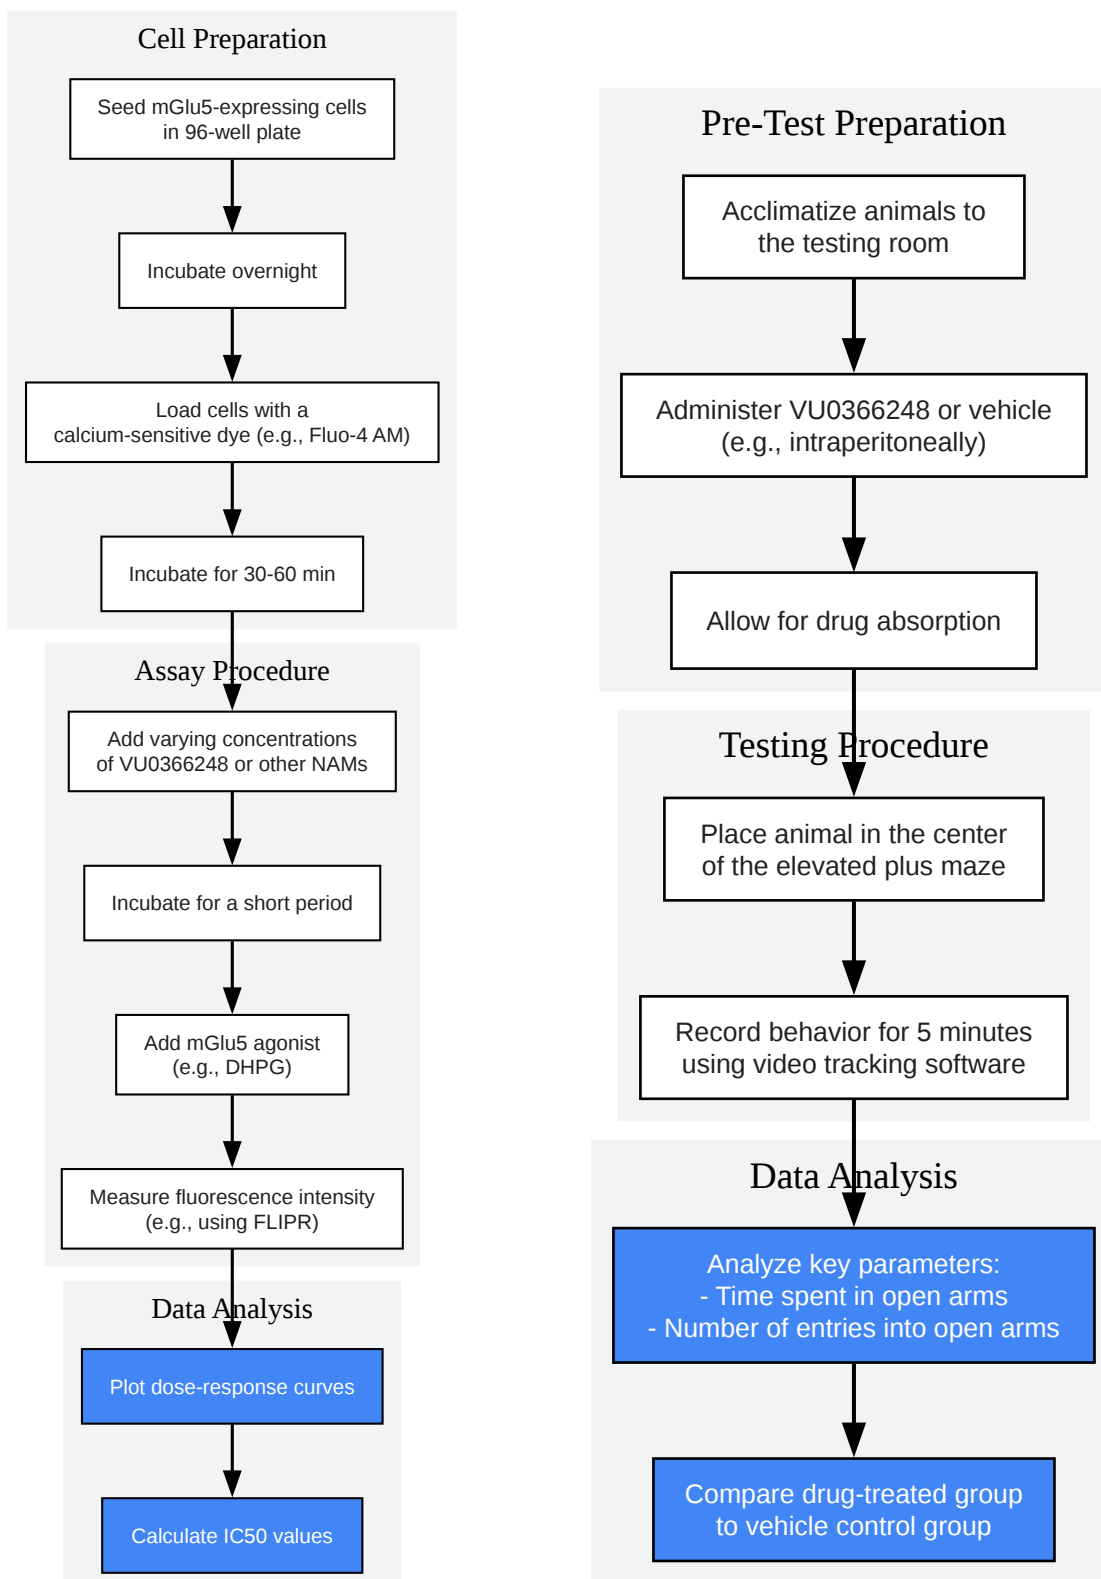 Cell Preparation
Seed mGlu5-expressing cells
in 96-well plate
Incubate overnight
Load cells with a
calcium-sensitive dye (e.g., Fluo-4 AM)
Incubate for 30-60 min
Assay Procedure
Add varying concentrations
of VU0366248 or other NAMs
Incubate for a short period
Add mGlu5 agonist
(e.g., DHPG)
Measure fluorescence intensity
(e.g., using FLIPR)
Data Analysis
Plot dose-response curves
Calculate IC50 values
Pre-Test Preparation
Acclimatize animals to
the testing room
Administer VU0366248 or vehicle
(e.g., intraperitoneally)
Allow for drug absorption
Testing Procedure
Place animal in the center
of the elevated plus maze
Record behavior for 5 minutes
using video tracking software
Data Analysis
Analyze key parameters:
- Time spent in open arms
- Number of entries into open arms
Compare drug-treated group
to vehicle control group